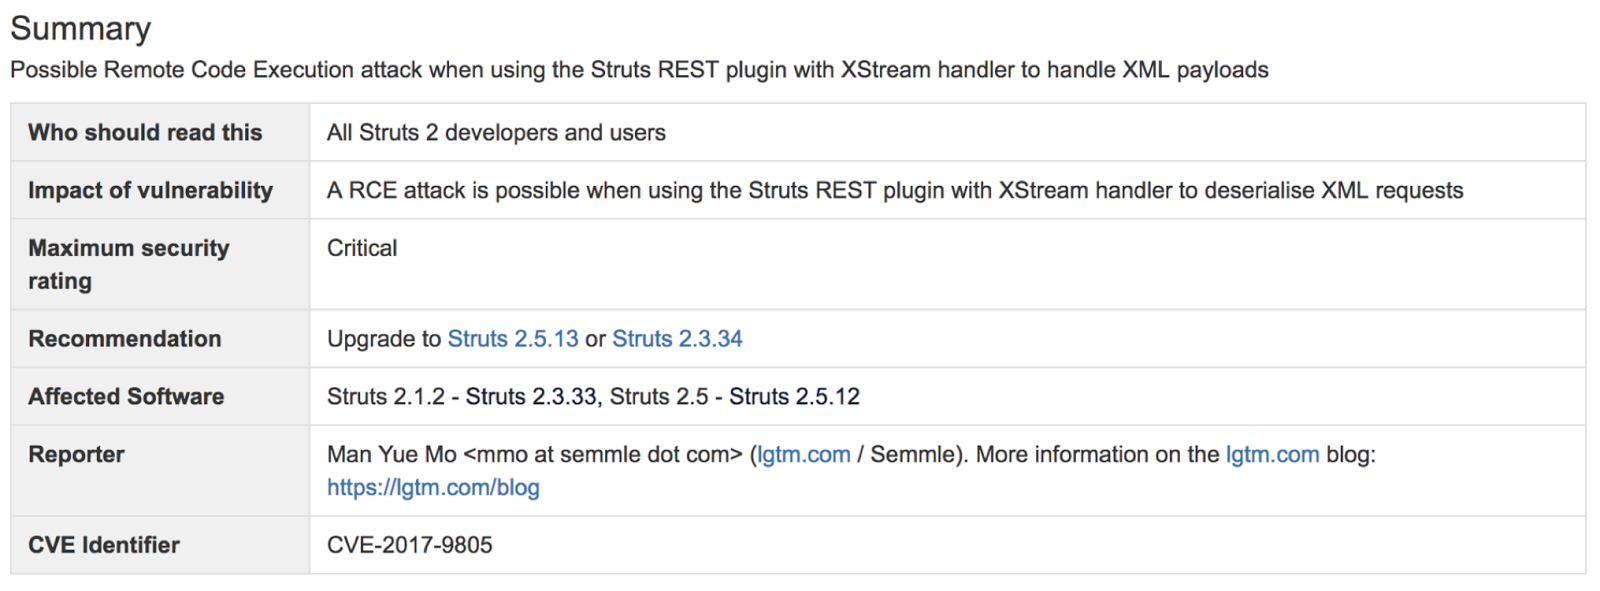 Summary
Possible Remote Code Execution attack when using the Struts REST plugin with XStream handler to handle XML payloads
Who should read this
All Struts 2 developers and users
Impact of vulnerability
A RCE attack is possible when using the Struts REST plugin with XStream handler to deserialise XML requests
Maximum security
rating
Critical
Recommendation
Upgrade to Struts 2.5.13 or Struts 2.3.34
Affected Software
Struts 2.1.2 - Struts 2.3.33, Struts 2.5 - Struts 2.5.12
Reporter
Man Yue Mo <mmo at semmle dot com> (lgtm.com / Semmle). More information on the lgtm.com blog:
https://lgtm.com/blog
CVE Identifier
CVE-2017-9805